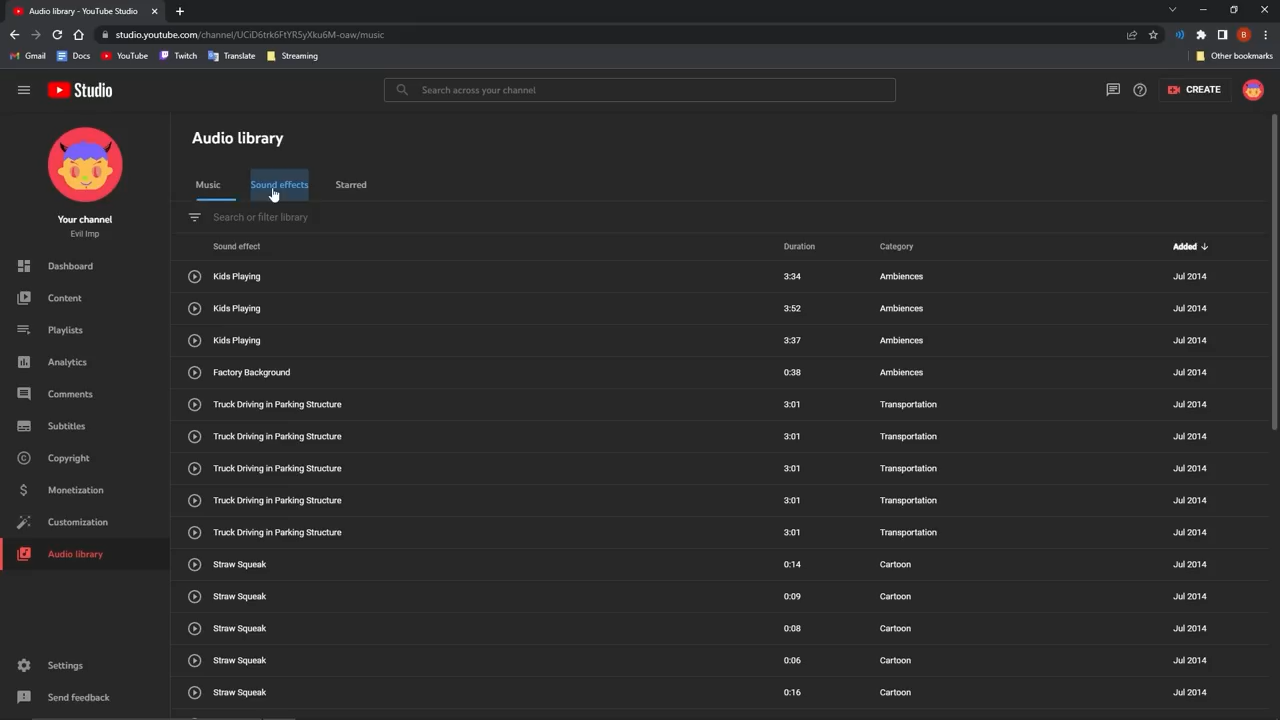 Audio library - YouTube Studio
studio.youtube.com/channel/UCiD6trk6FtYR5yXku6M-oaw/music
B
Gmail Docs YouTube Twitch Translate Streaming Other bookmarks
Studio
Search across your channel
CREATE
Audio library
Music Sound effects Starred
Search or filter library
Your channel
Evil Imp
Dashboard
Content
Playlists
Analytics
Comments
Subtitles
Copyright
Monetization
Customization
Audio library
Settings
Send feedback
Sound effect Duration Category Added
Kids Playing 3:34 Ambiences Jul 2014
Kids Playing 3:52 Ambiences Jul 2014
Kids Playing 3:37 Ambiences Jul 2014
Factory Background 0:38 Ambiences Jul 2014
Truck Driving in Parking Structure 3:01 Transportation Jul 2014
Truck Driving in Parking Structure 3:01 Transportation Jul 2014
Truck Driving in Parking Structure 3:01 Transportation Jul 2014
Truck Driving in Parking Structure 3:01 Transportation Jul 2014
Truck Driving in Parking Structure 3:01 Transportation Jul 2014
Straw Squeak 0:14 Cartoon Jul 2014
Straw Squeak 0:09 Cartoon Jul 2014
Straw Squeak 0:08 Cartoon Jul 2014
Straw Squeak 0:06 Cartoon Jul 2014
Straw Squeak 0:16 Cartoon Jul 2014